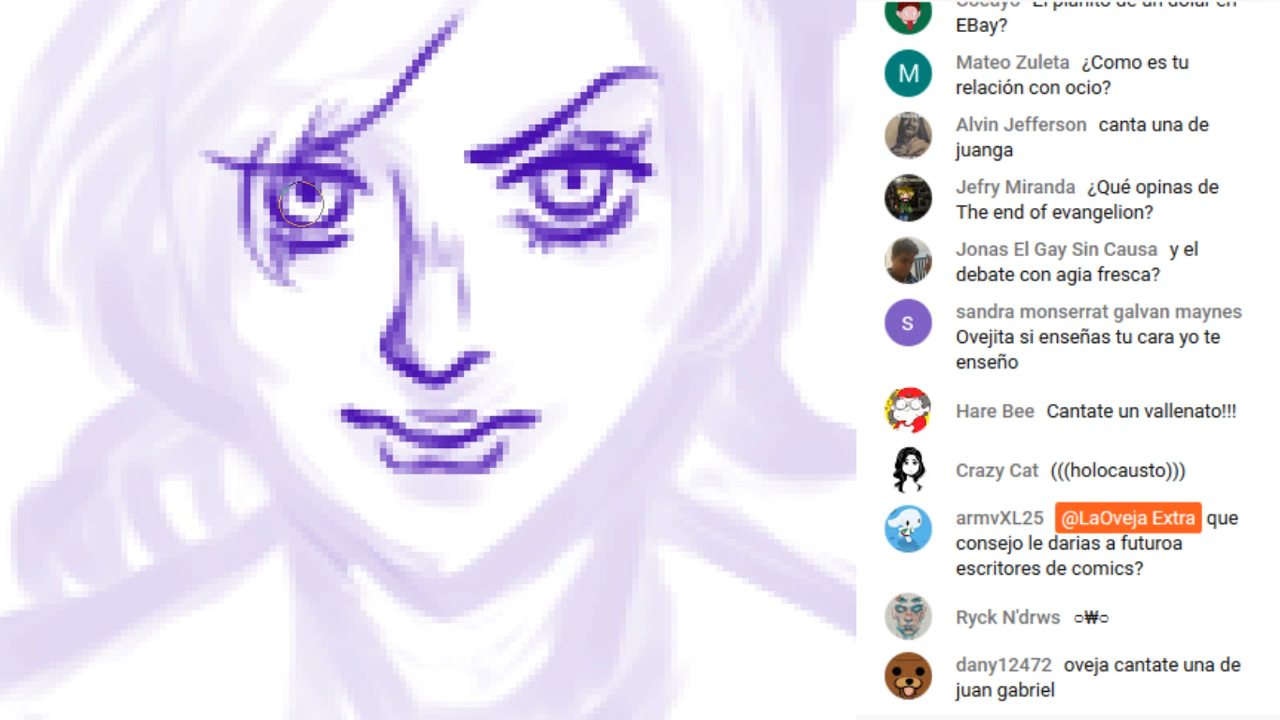 EBay?
M
Mateo Zuleta ¿Como es tu
relación con ocio?
Alvin Jefferson canta una de
juanga
Jefry Miranda ¿Qué opinas de
The end of evangelion?
Jonas El Gay Sin Causa y el
debate con agia fresca?
s
sandra monserrat galvan maynes
Ovejita si enseñas tu cara yo te
enseño
Hare Bee Cantate un vallenato!!!
Crazy Cat (((holocausto)))
armvXL25 @LaOveja Extra que
consejo le darias a futuroa
escritores de comics?
Ryck N'drws ○₩○
dany12472 oveja cantate una de
juan gabriel